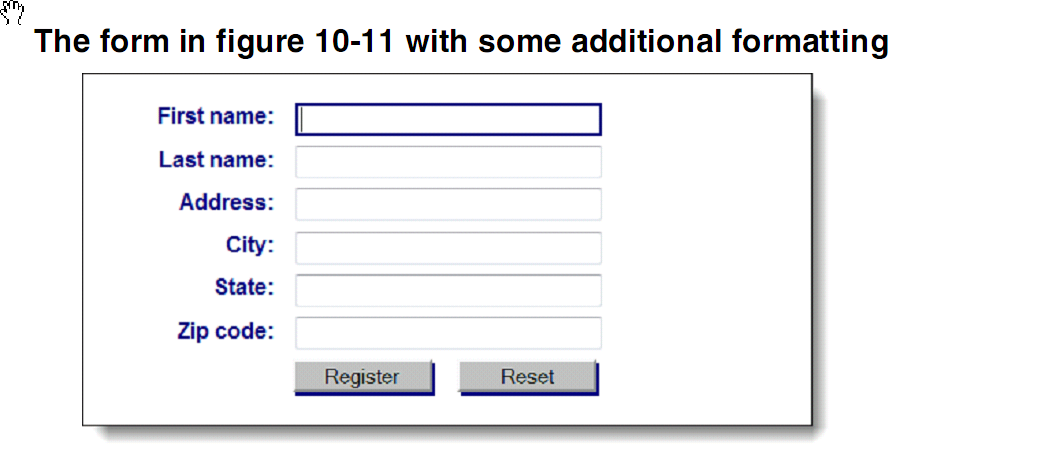 The form in figure 10-11 with some additional formatting
First name:
Last name:
Address:
City:
State:
Zip code:
Register Reset